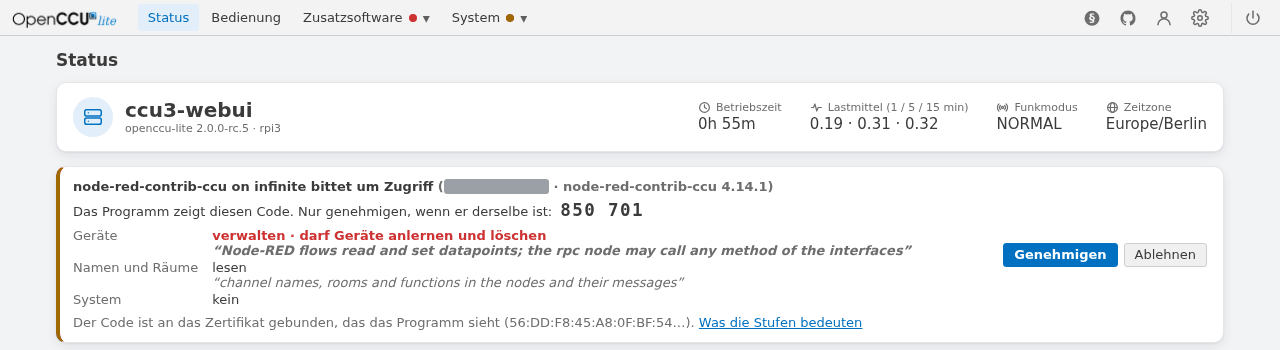 OpenCCU lite Status Bedienung Zusatzsoftware System
Status
ccu3-webui
openccu-lite 2.0.0-rc.5 · rpi3
Betriebszeit
0h 55m
Lastmittel (1 / 5 / 15 min)
0.19 · 0.31 · 0.32
Funkmodus
NORMAL
Zeitzone
Europe/Berlin
node-red-contrib-ccu on infinite bittet um Zugriff ( · node-red-contrib-ccu 4.14.1)
Das Programm zeigt diesen Code. Nur genehmigen, wenn er derselbe ist: 850 701
Geräte verwalten · darf Geräte anlernen und löschen
“Node-RED flows read and set datapoints; the rpc node may call any method of the interfaces”
Namen und Räume lesen
“channel names, rooms and functions in the nodes and their messages”
System kein
Genehmigen Ablehnen
Der Code ist an das Zertifikat gebunden, das das Programm sieht (56:DD:F8:45:A8:0F:BF:54…). Was die Stufen bedeuten